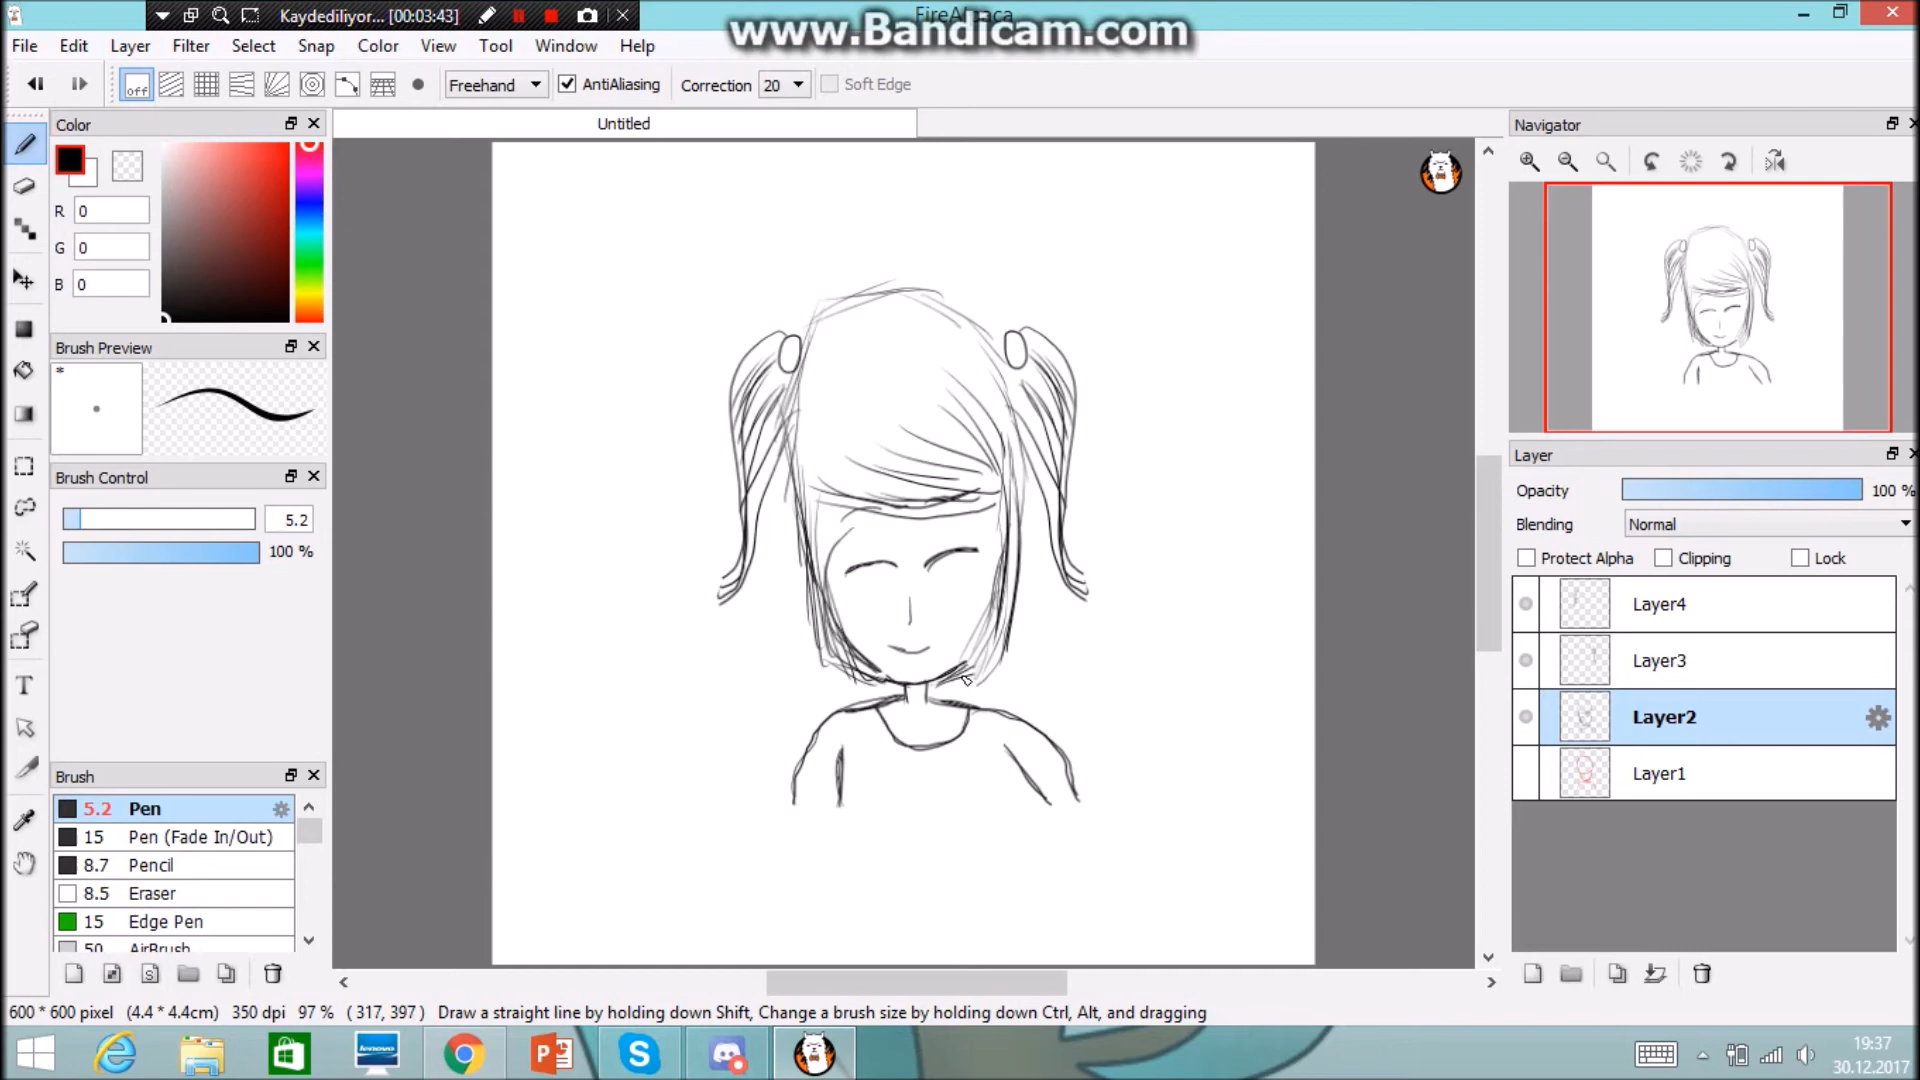 Kaydediliyor... [00:03:43]
FireAlpaca
www.Bandicam.com
File Edit Layer Filter Select Snap Color View Tool Window Help
off Freehand AntiAliasing Correction 20 Soft Edge
Color
Untitled
Navigator
R 0
G 0
B 0
Brush Preview
*
Brush Control
5.2
100 %
Layer
Opacity 100 %
Blending Normal
Protect Alpha Clipping Lock
Layer4
Layer3
Layer2
Layer1
Brush
5.2 Pen
15 Pen (Fade In/Out)
8.7 Pencil
8.5 Eraser
15 Edge Pen
50 AirBrush
600 * 600 pixel (4.4 * 4.4cm) 350 dpi 97 % ( 317, 397 ) Draw a straight line by holding down Shift, Change a brush size by holding down Ctrl, Alt, and dragging
lenovo
19:37
30.12.2017